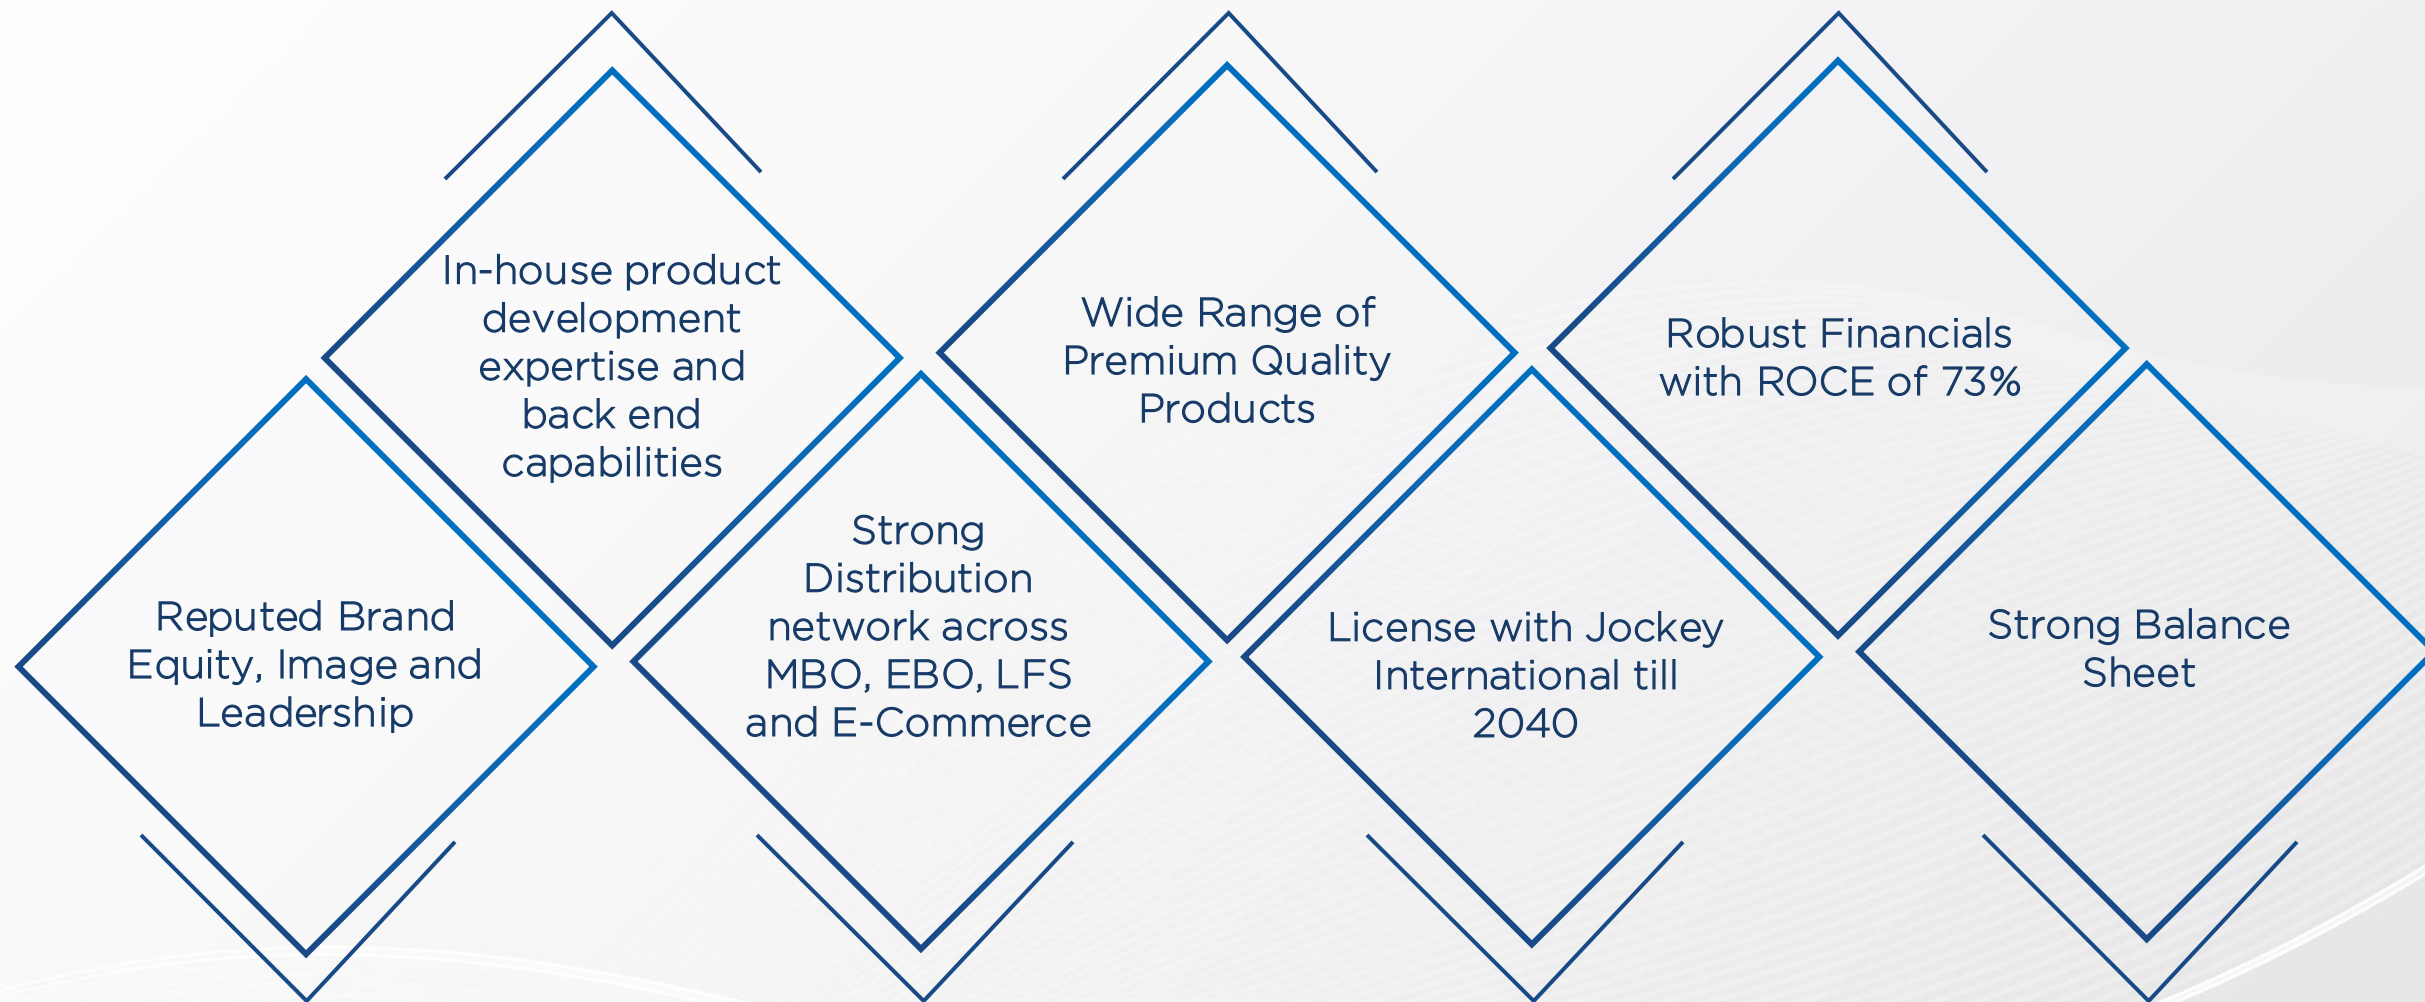 In-house product
development
expertise and
back end
capabilities
Wide Range of
Premium Quality
Products
Robust Financials
with ROCE of 73%
Reputed Brand
Equity, Image and
Leadership
Strong
Distribution
network across
MBO, EBO, LFS
and E-Commerce
License with Jockey
International till
2040
Strong Balance
Sheet